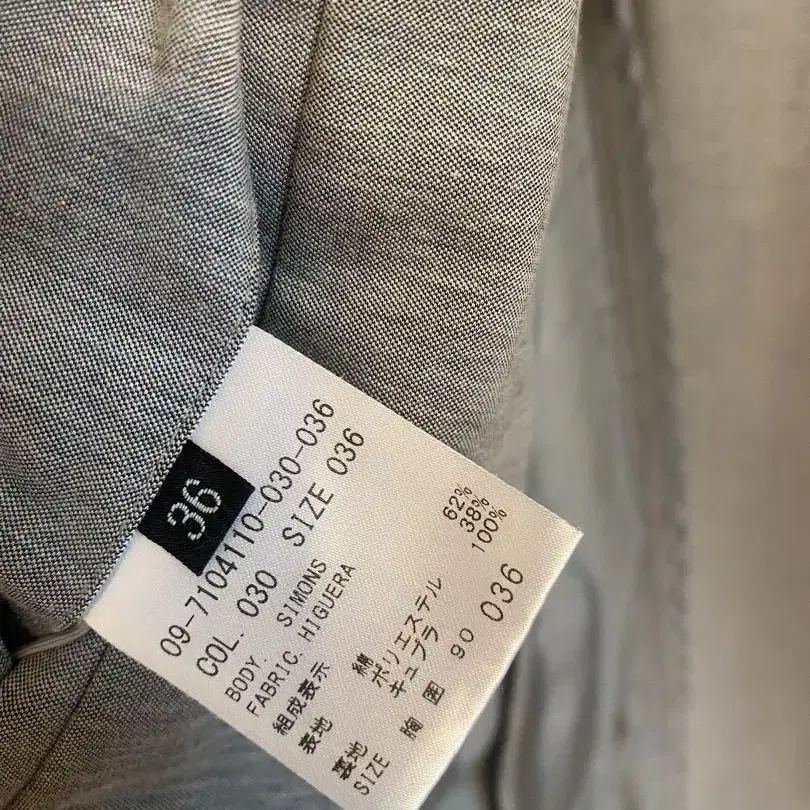 36
09-7104110-030-036
COL. 030 SIZE 036
BODY. SIMONS
FABRIC. HIGUERA
組成表示
表地 綿 62%
ポリエステル 38%
裏地 キュプラ 100%
SIZE 胸囲 90 036